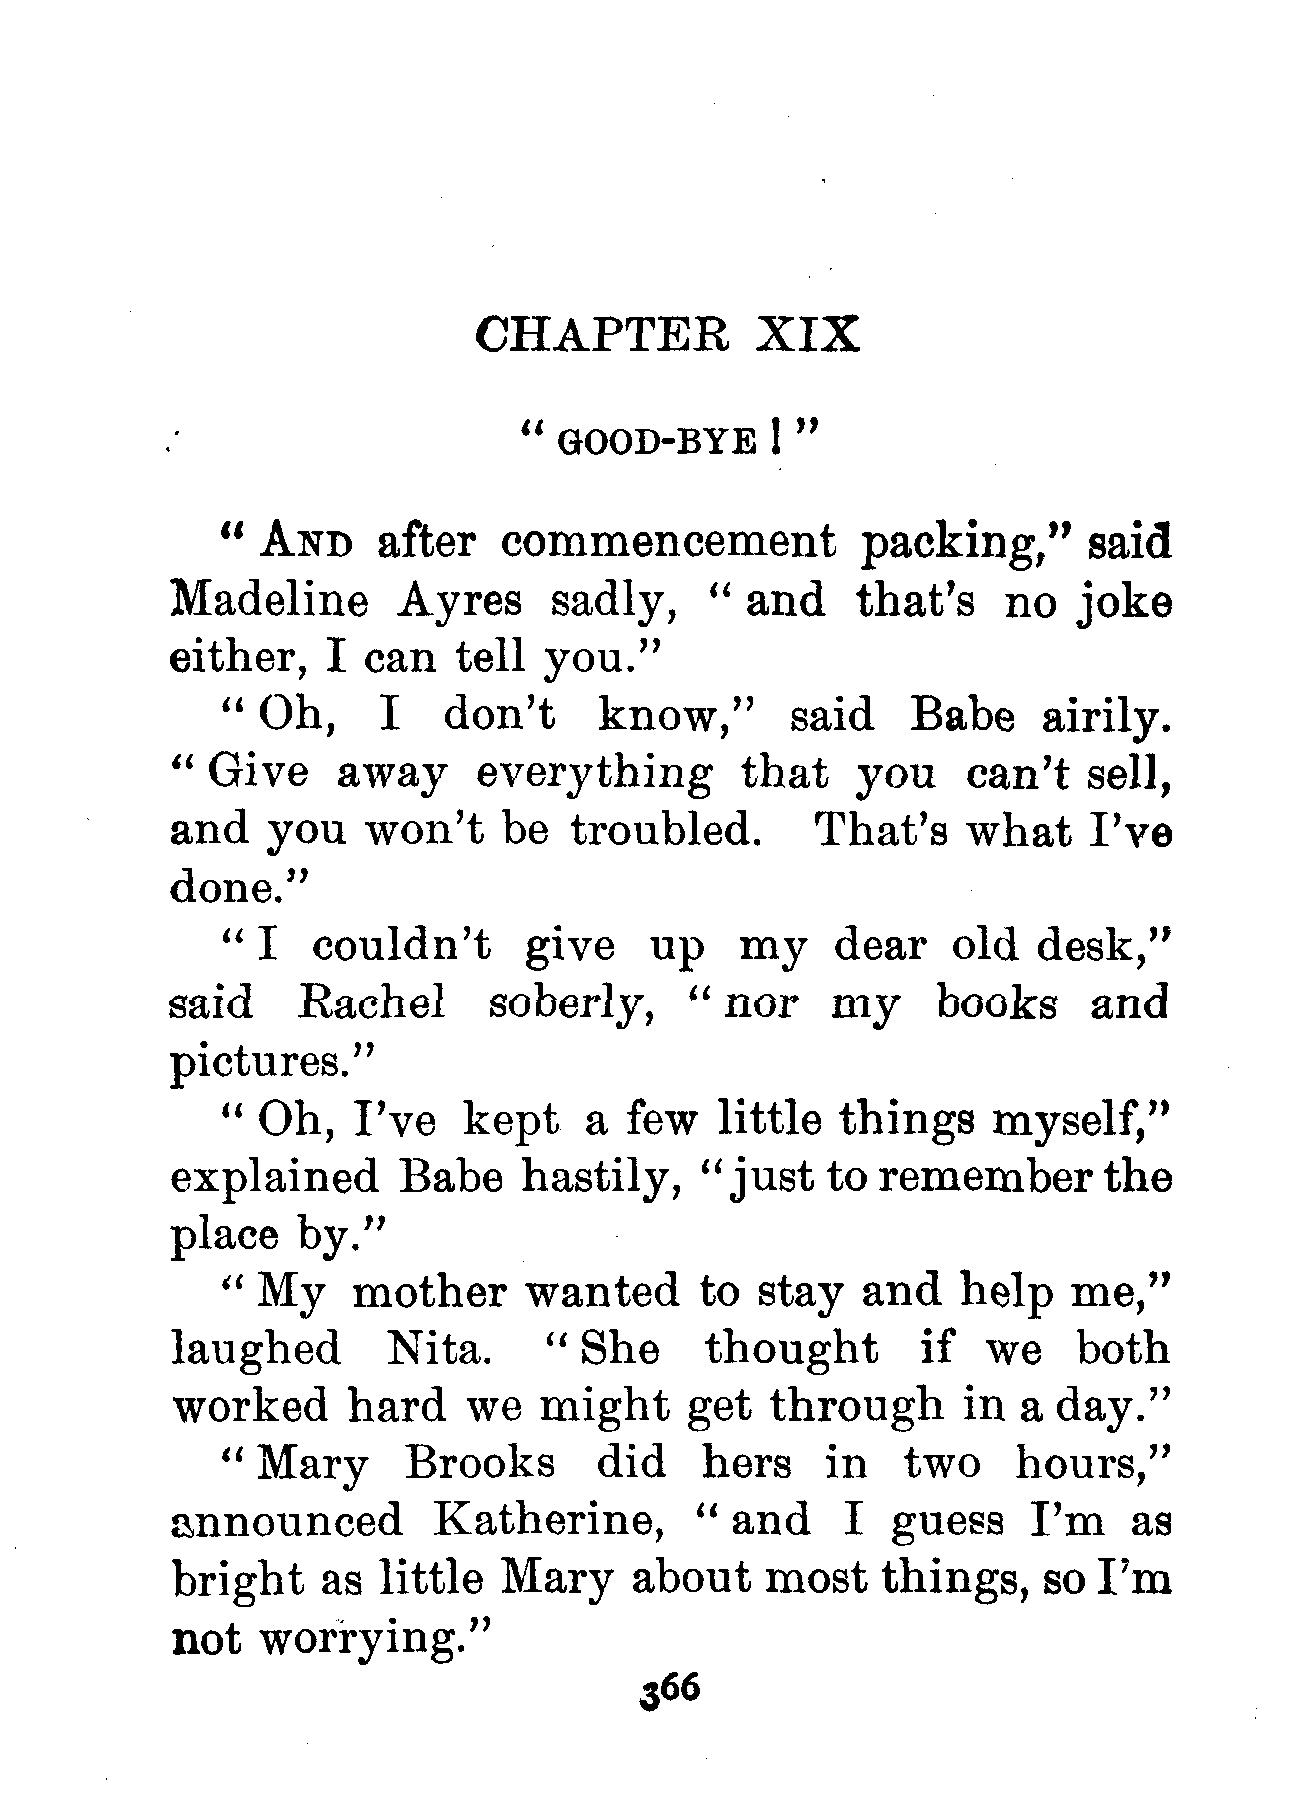 CHAPTER XIX
“ GOOD-BYE ! ”
“ AND after commencement packing,” said
Madeline Ayres sadly, “ and that’s no joke
either, I can tell you.”
“ Oh, I don’t know,” said Babe airily.
“ Give away everything that you can’t sell,
and you won’t be troubled. That’s what I’ve
done.”
“ I couldn’t give up my dear old desk,”
said Rachel soberly, “ nor my books and
pictures.”
“ Oh, I’ve kept a few little things myself,”
explained Babe hastily, “ just to remember the
place by.”
“ My mother wanted to stay and help me,”
laughed Nita. “ She thought if we both
worked hard we might get through in a day.”
“ Mary Brooks did hers in two hours,”
announced Katherine, “ and I guess I’m as
bright as little Mary about most things, so I’m
not worrying.”
366